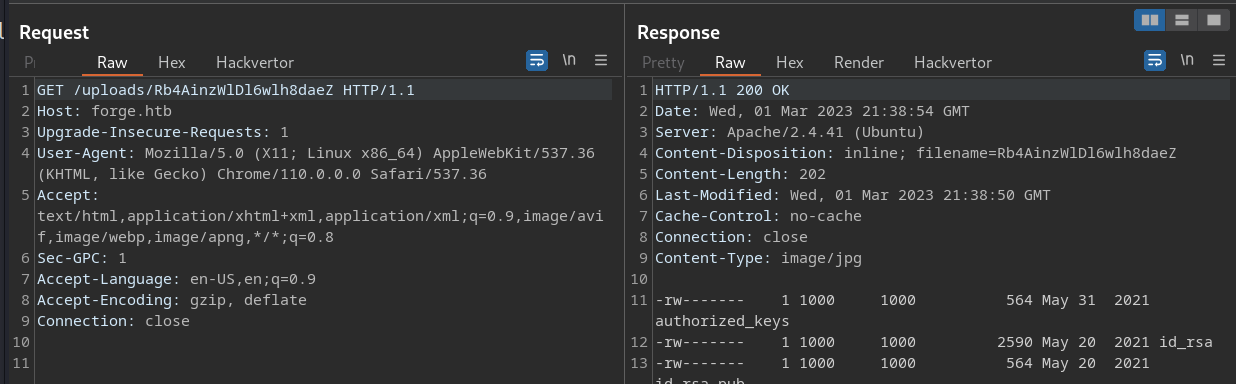 Request
Raw Hex Hackvertor \n
1 GET /uploads/Rb4AinzWlDl6wlh8daeZ HTTP/1.1
2 Host: forge.htb
3 Upgrade-Insecure-Requests: 1
4 User-Agent: Mozilla/5.0 (X11; Linux x86_64) AppleWebKit/537.36
(KHTML, like Gecko) Chrome/110.0.0.0 Safari/537.36
5 Accept:
text/html,application/xhtml+xml,application/xml;q=0.9,image/avi
f,image/webp,image/apng,*/*;q=0.8
6 Sec-GPC: 1
7 Accept-Language: en-US,en;q=0.9
8 Accept-Encoding: gzip, deflate
9 Connection: close
10
11
Response
Pretty Raw Hex Render Hackvertor \n
1 HTTP/1.1 200 OK
2 Date: Wed, 01 Mar 2023 21:38:54 GMT
3 Server: Apache/2.4.41 (Ubuntu)
4 Content-Disposition: inline; filename=Rb4AinzWlDl6wlh8daeZ
5 Content-Length: 202
6 Last-Modified: Wed, 01 Mar 2023 21:38:50 GMT
7 Cache-Control: no-cache
8 Connection: close
9 Content-Type: image/jpg
10
11 -rw------- 1 1000 1000 564 May 31 2021
authorized_keys
12 -rw------- 1 1000 1000 2590 May 20 2021 id_rsa
13 -rw------- 1 1000 1000 564 May 20 2021
id_rsa.pub